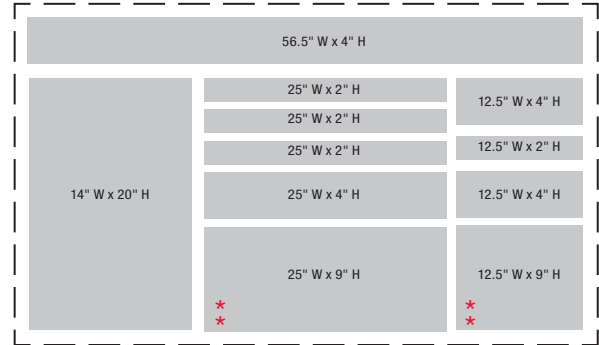 56.5" W x 4" H
14" W x 20" H
25" W x 2" H
25" W x 2" H
25" W x 2" H
25" W x 4" H
25" W x 9" H
*
*
12.5" W x 4" H
12.5" W x 2" H
12.5" W x 4" H
12.5" W x 9" H
*
*